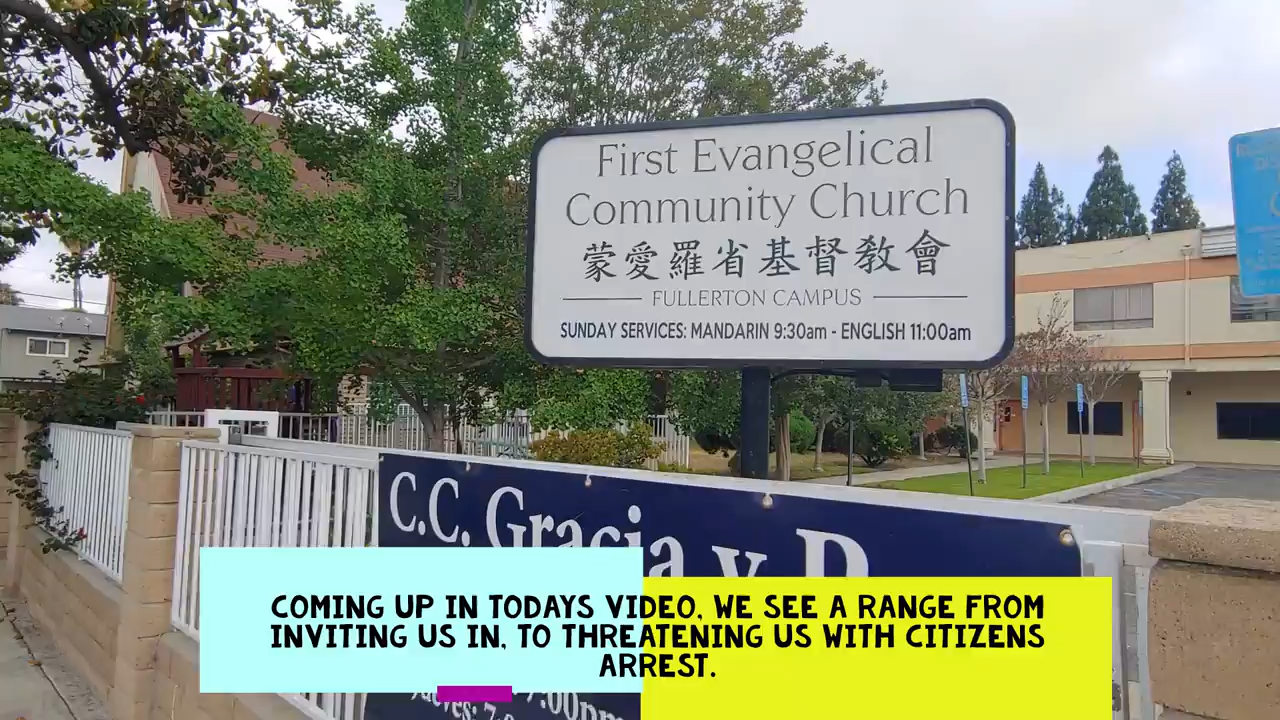 First Evangelical
Community Church
蒙愛羅省基督教會
FULLERTON CAMPUS
SUNDAY SERVICES: MANDARIN 9:30am - ENGLISH 11:00am
C.C. Gracia y
COMING UP IN TODAYS VIDEO, WE SEE A RANGE FROM
INVITING US IN, TO THREATENING US WITH CITIZENS
ARREST.
7:00pm